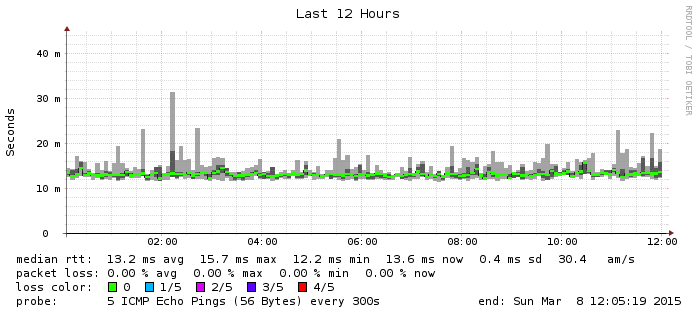 Last 12 Hours
RRDTOOL / TOBI OETIKER
Seconds
40 m
30 m
20 m
10 m
0
02:00 04:00 06:00 08:00 10:00 12:00
median rtt: 13.2 ms avg 15.7 ms max 12.2 ms min 13.6 ms now 0.4 ms sd 30.4 am/s
packet loss: 0.00 % avg 0.00 % max 0.00 % min 0.00 % now
loss color: 0 1/5 2/5 3/5 4/5
probe: 5 ICMP Echo Pings (56 Bytes) every 300s end: Sun Mar 8 12:05:19 2015